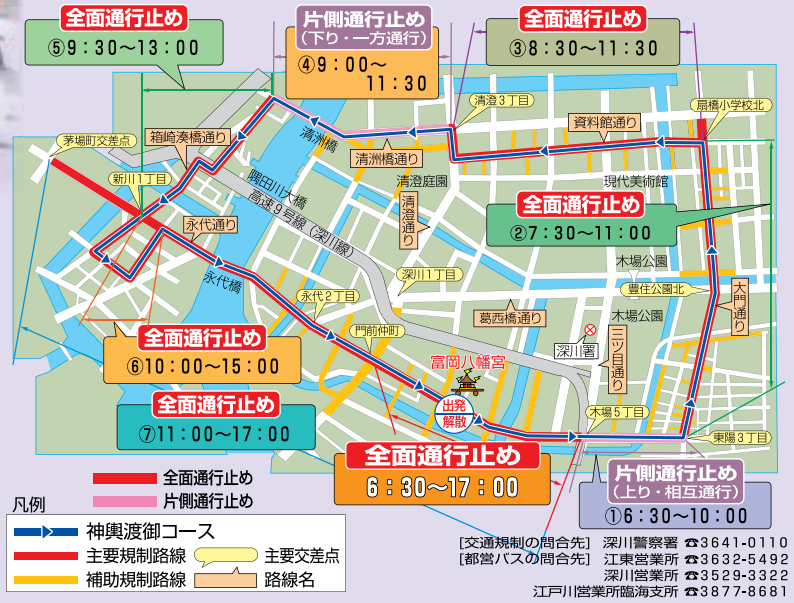 全面通行止め
⑤9:30〜13:00
片側通行止め
(下り・一方通行)
④9:00〜
11:30
全面通行止め
③8:30〜11:30
清澄3丁目
扇橋小学校北
茅場町交差点
箱崎湊橋通り
清洲橋
清洲橋通り
資料館通り
新川1丁目
隅田川大橋
高速9号線(深川線)
清澄庭園
清澄通り
現代美術館
永代通り
全面通行止め
②7:30〜11:00
永代橋
木場公園
深川1丁目
豊住公園北
大門通り
永代2丁目
葛西橋通り
木場公園
門前仲町
深川署
三ツ目通り
全面通行止め
⑥10:00〜15:00
富岡八幡宮
出発
解散
木場5丁目
東陽3丁目
全面通行止め
⑦11:00〜17:00
全面通行止め
6:30〜17:00
片側通行止め
(上り・相互通行)
①6:30〜10:00
全面通行止め
片側通行止め
凡例
神輿渡御コース
主要規制路線
主要交差点
補助規制路線
路線名
[交通規制の問合先] 深川警察署 ☎3641-0110
[都営バスの問合先] 江東営業所 ☎3632-5492
深川営業所 ☎3529-3322
江戸川営業所臨海支所 ☎3877-8681